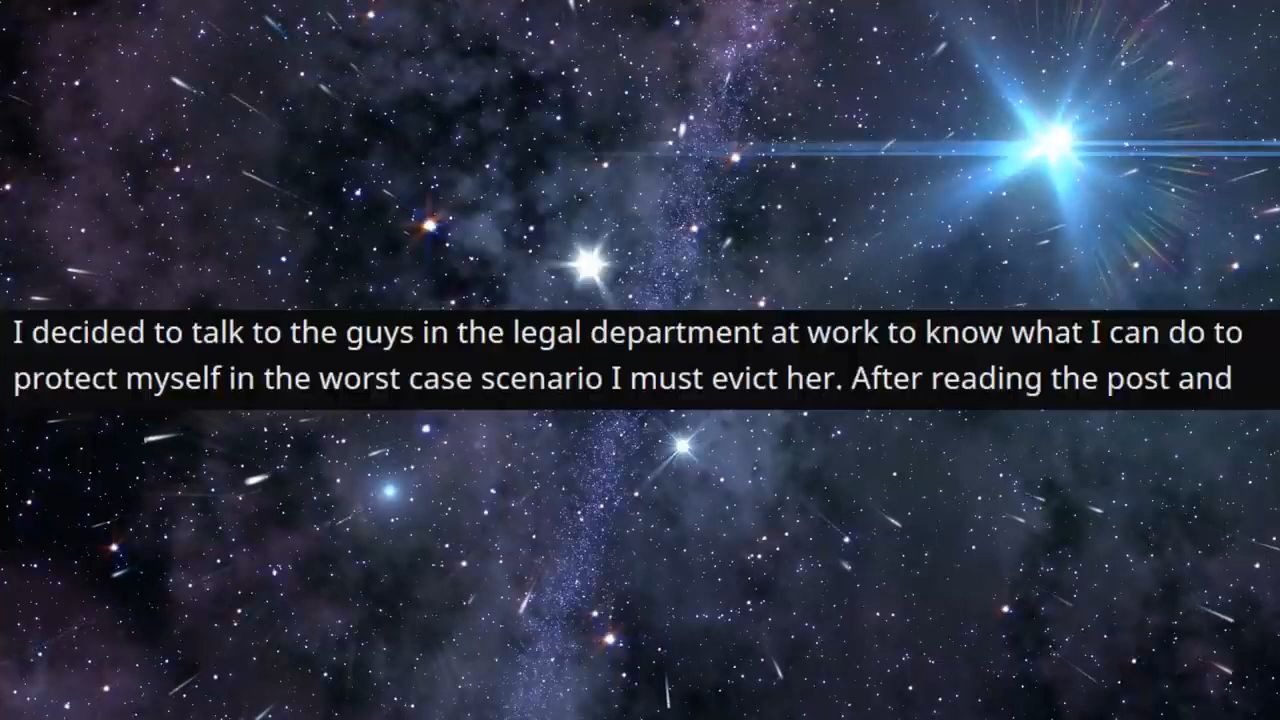 I decided to talk to the guys in the legal department at work to know what I can do to
protect myself in the worst case scenario I must evict her. After reading the post and